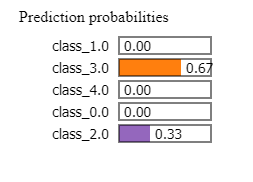 Prediction probabilities
class_1.0 0.00
class_3.0 0.67
class_4.0 0.00
class_0.0 0.00
class_2.0 0.33